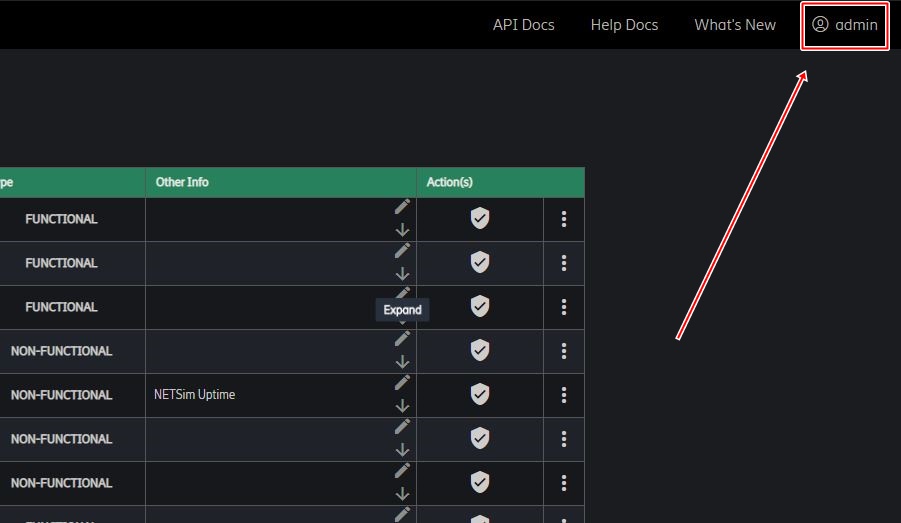 API Docs Help Docs What's New admin
pe Other Info Action(s)
FUNCTIONAL
FUNCTIONAL
FUNCTIONAL
Expand
NON-FUNCTIONAL
NON-FUNCTIONAL NETSim Uptime
NON-FUNCTIONAL
NON-FUNCTIONAL